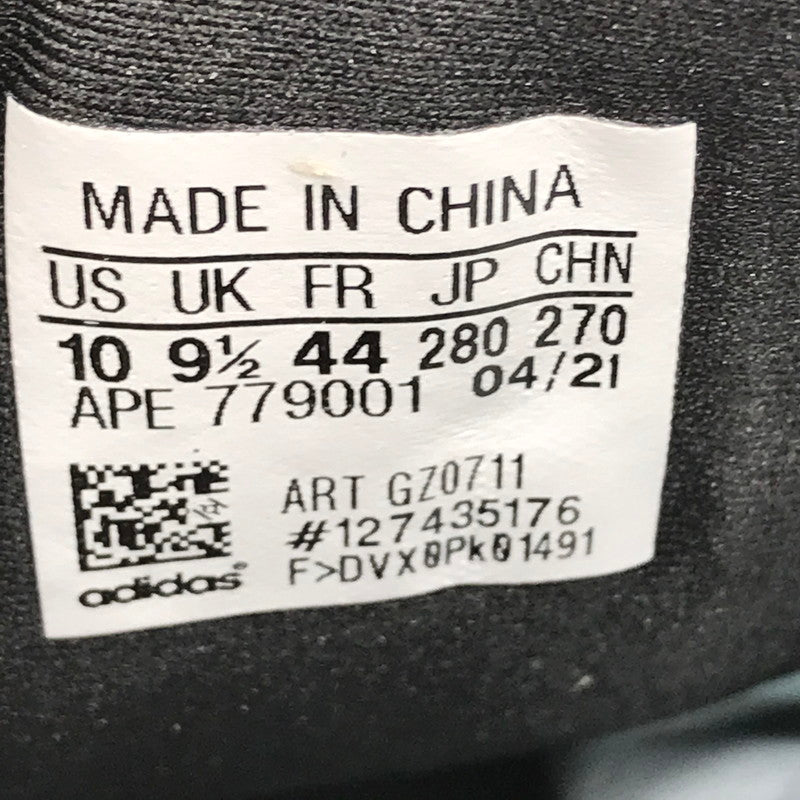 MADE IN CHINA
US UK FR JP CHN
10 9½ 44 280 270
APE 779001 04/21
ART GZ0711
#127435176
F>DVX0Pk01491
adidas